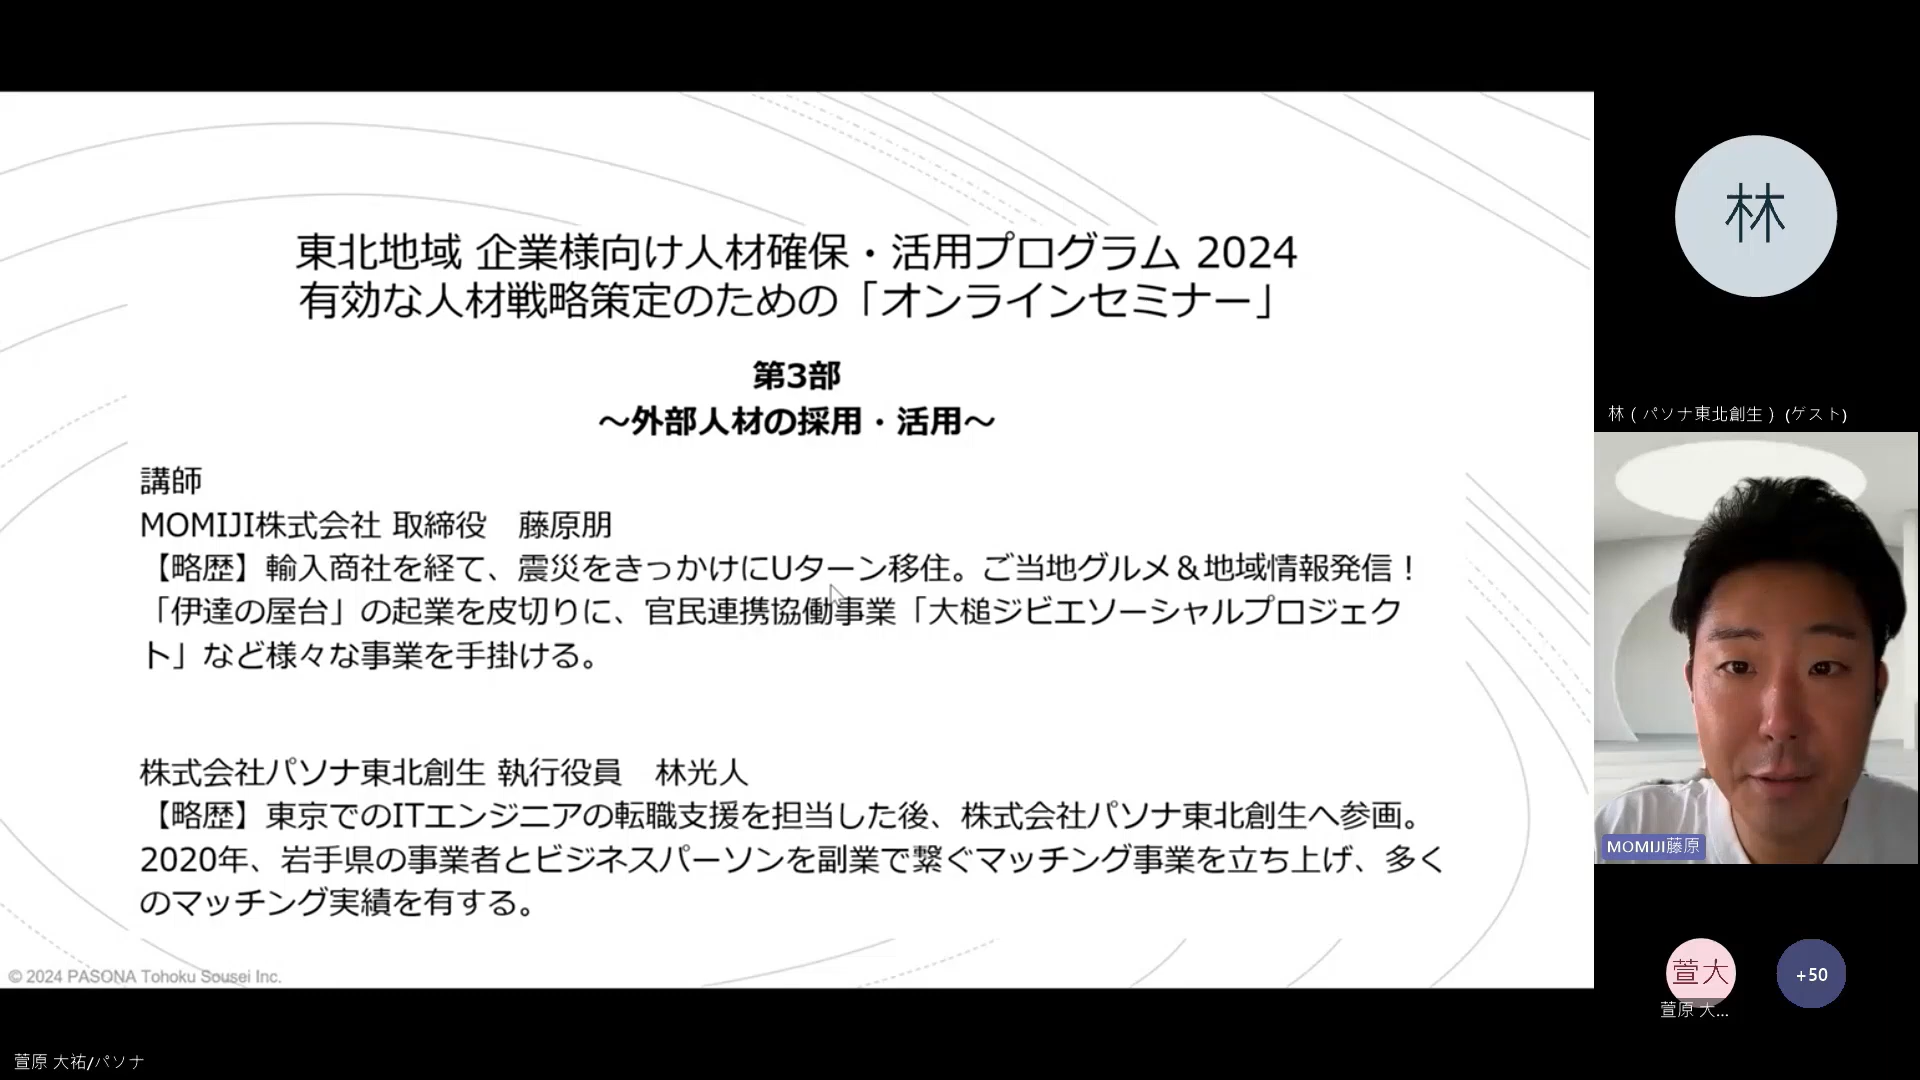 東北地域 企業様向け人材確保・活用プログラム 2024
有効な人材戦略策定のための「オンラインセミナー」
第3部
～外部人材の採用・活用～
講師
MOMIJI株式会社 取締役　藤原朋
【略歴】輸入商社を経て、震災をきっかけにUターン移住。ご当地グルメ＆地域情報発信！
「伊達の屋台」の起業を皮切りに、官民連携協働事業「大槌ジビエソーシャルプロジェク
ト」など様々な事業を手掛ける。
株式会社パソナ東北創生 執行役員　林光人
【略歴】東京でのITエンジニアの転職支援を担当した後、株式会社パソナ東北創生へ参画。
2020年、岩手県の事業者とビジネスパーソンを副業で繋ぐマッチング事業を立ち上げ、多く
のマッチング実績を有する。
© 2024 PASONA Tohoku Sousei Inc.
萱原 大祐/パソナ
林
林 ( パソナ東北創生 ) (ゲスト)
MOMIJI藤原
萱大
萱原 大...
+50